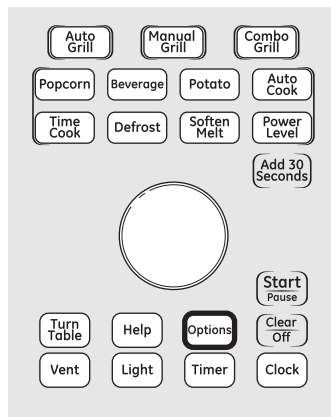 Auto Manual Combo
Grill Grill Grill
Popcorn Beverage Potato Auto
Cook
Time Defrost Soften Power
Cook Melt Level
Add 30
Seconds
Start
Pause
Turn Help Options Clear
Table Off
Vent Light Timer Clock